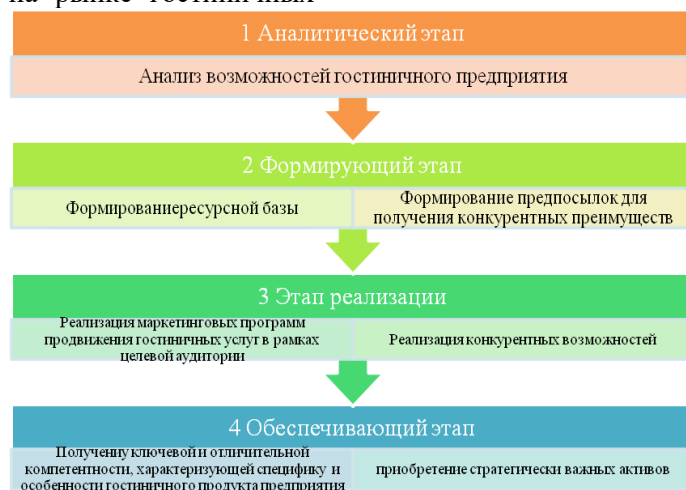 на рынке гостиничных
1 Аналитический этап
Анализ возможностей гостиничного предприятия
2 Формирующий этап
Формированиересурсной базы
Формирование предпосылок для
получения конкурентных преимуществ
3 Этап реализации
Реализация маркетинговых программ
продвижения гостиничных услуг в рамках
целевой аудитории
Реализация конкурентных возможностей
4 Обеспечивающий этап
Получениу ключевой и отличительной
компетентности, характеризующей специфику и
особенности гостиничного продукта предприятия
приобретение стратегически важных активов